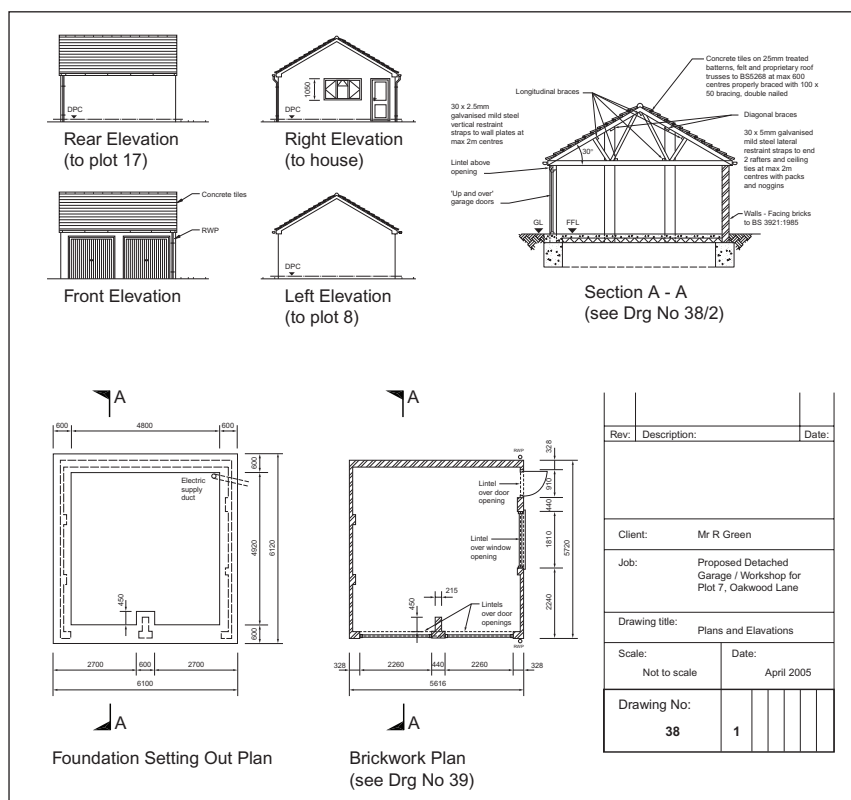 DPC
Rear Elevation
(to plot 17)
1050
DPC
Right Elevation
(to house)
Concrete tiles
RWP
Front Elevation
DPC
Left Elevation
(to plot 8)
Concrete tiles on 25mm treated
batterns, felt and proprietary roof
trusses to BS5268 at max 600
centres properly braced with 100 x
50 bracing, double nailed
Longitudinal braces
Diagonal braces
30 x 2.5mm
galvanised mild steel
vertical restraint
straps to wall plates at
max 2m centres
30 x 5mm galvanised
mild steel lateral
restraint straps to end
2 rafters and ceiling
ties at max 2m
centres with packs
and noggins
30°
Lintel above
opening
'Up and over'
garage doors
Walls - Facing bricks
to BS 3921:1985
GL
FFL
Section A - A
(see Drg No 38/2)
A
600
4800
600
600
4920
600
6120
Electric
supply
duct
450
2700
600
2700
6100
A
Foundation Setting Out Plan
A
RWP
328
910
440
1810
2240
5720
Lintel
over door
opening
Lintel
over window
opening
215
450
Lintels
over door
openings
RWP
328
2260
440
2260
328
5616
A
Brickwork Plan
(see Drg No 39)
Rev:
Description:
Date:
Client:
Mr R Green
Job:
Proposed Detached
Garage / Workshop for
Plot 7, Oakwood Lane
Drawing title:
Plans and Elavations
Scale:
Not to scale
Date:
April 2005
Drawing No:
38
1